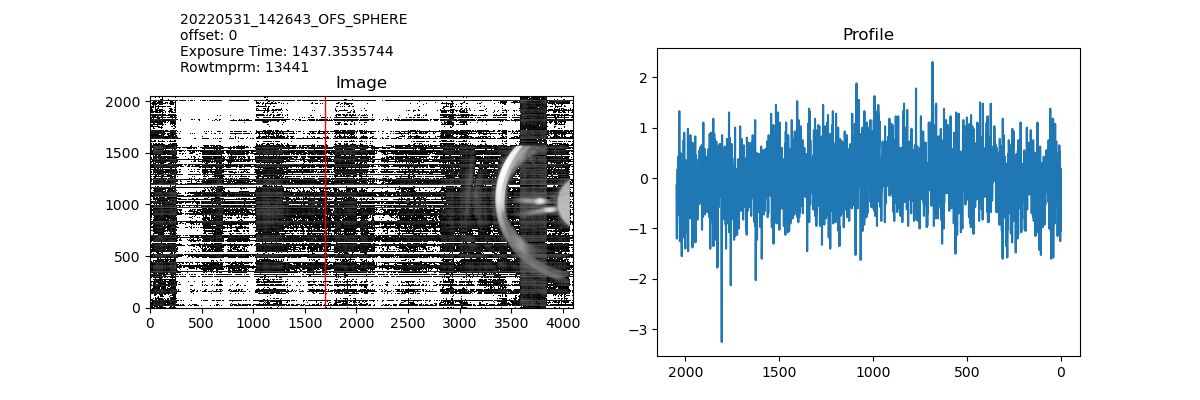 20220531_142643_OFS_SPHERE
offset: 0
Exposure Time: 1437.3535744
Rowtmprm: 13441
Image
2000
1500
1000
500
0
0 500 1000 1500 2000 2500 3000 3500 4000
Profile
2
1
0
−1
−2
−3
2000 1500 1000 500 0